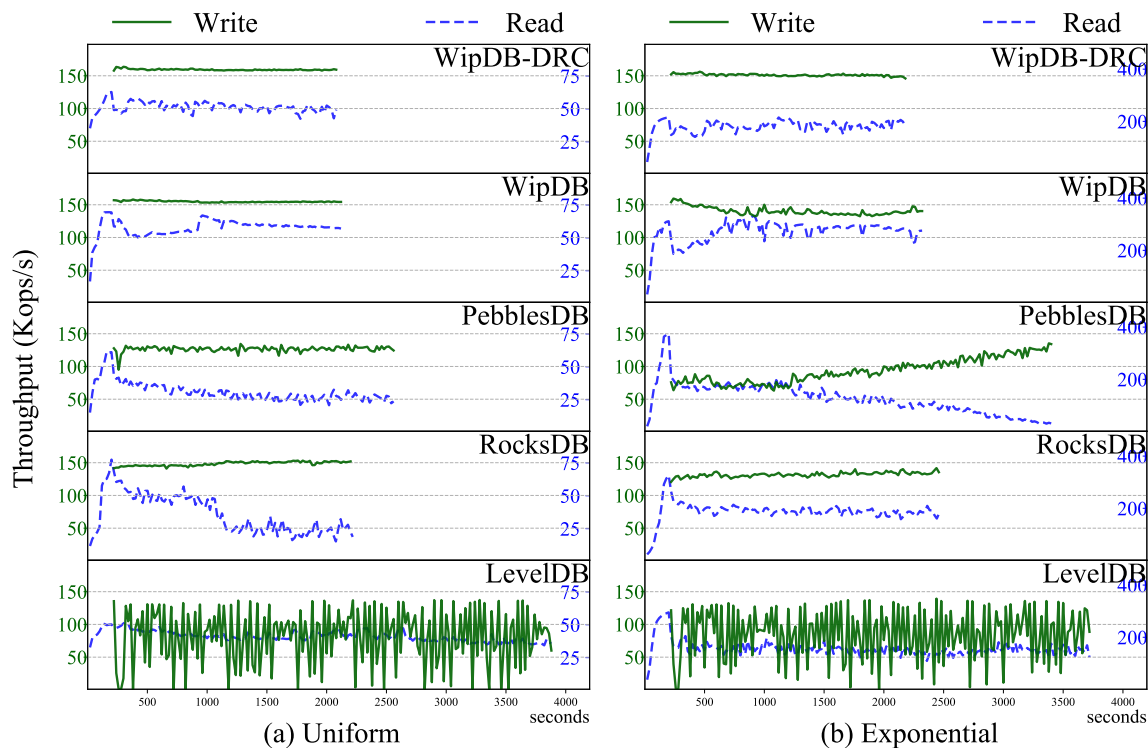 Write Read Write Read
WipDB-DRC WipDB-DRC
150 75 150 400
100 50 100 200
50 25 50
WipDB WipDB
150 75 150 400
100 50 100 200
50 25 50
PebblesDB PebblesDB
150 75 150 400
100 50 100 200
50 25 50
RocksDB RocksDB
150 75 150 400
100 50 100 200
50 25 50
LevelDB LevelDB
150 75 150 400
100 50 100 200
50 25 50
Throughput (Kops/s)
500 1000 1500 2000 2500 3000 3500 4000 500 1000 1500 2000 2500 3000 3500 4000
seconds seconds
(a) Uniform (b) Exponential